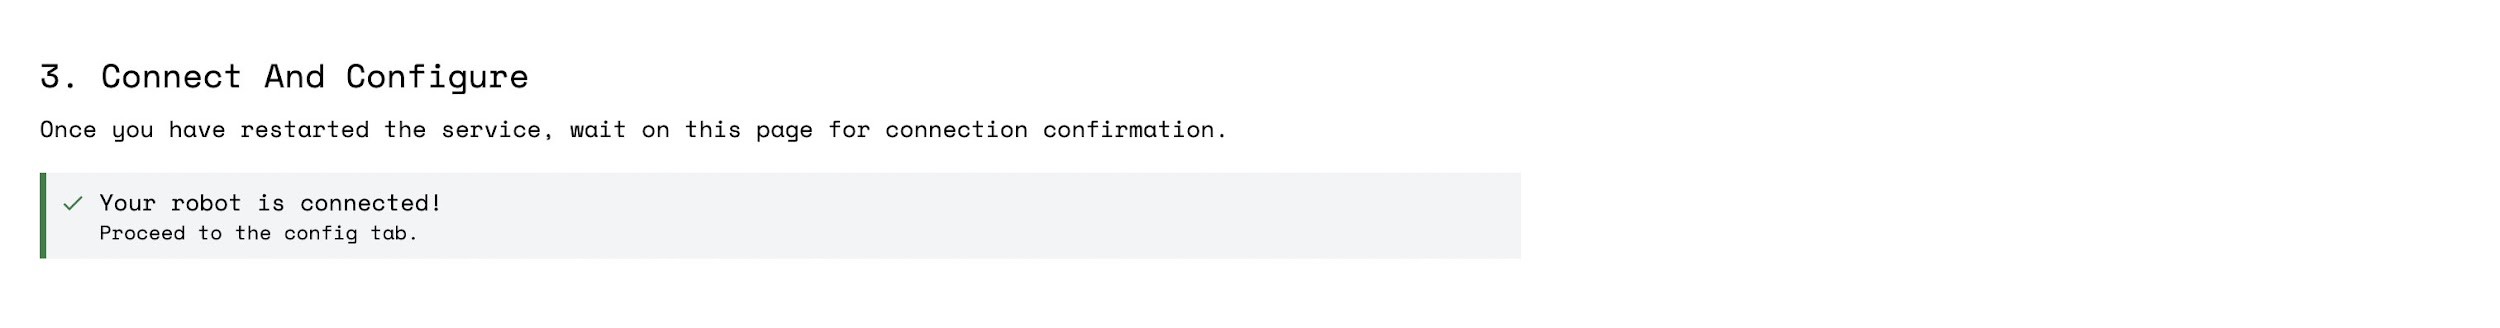 3. Connect And Configure
Once you have restarted the service, wait on this page for connection confirmation.
Your robot is connected!
Proceed to the config tab.